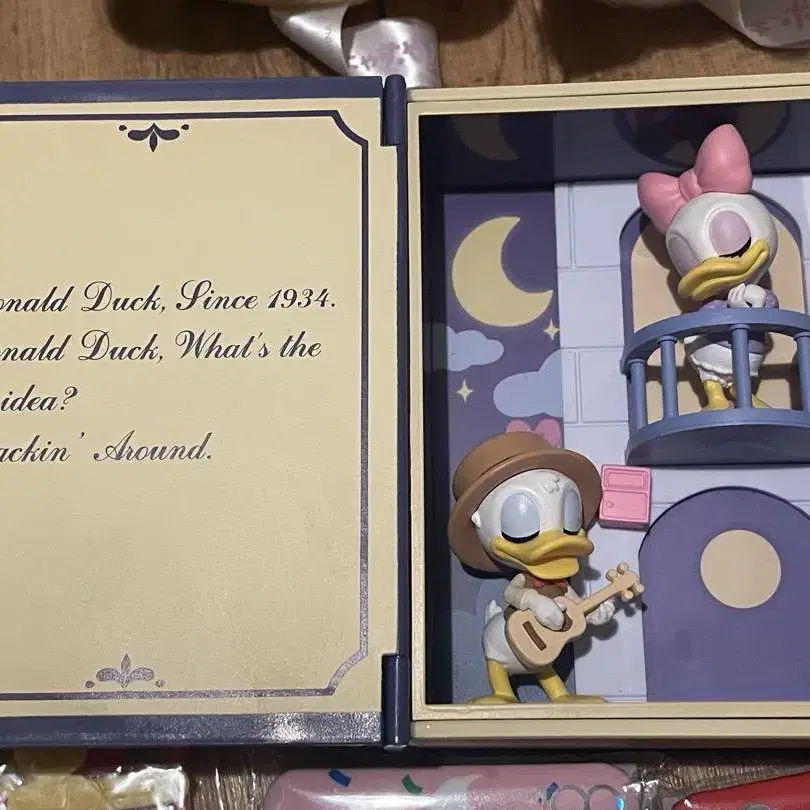 onald Duck, Since 1934.
onald Duck, What's the
idea?
ackin' Around.